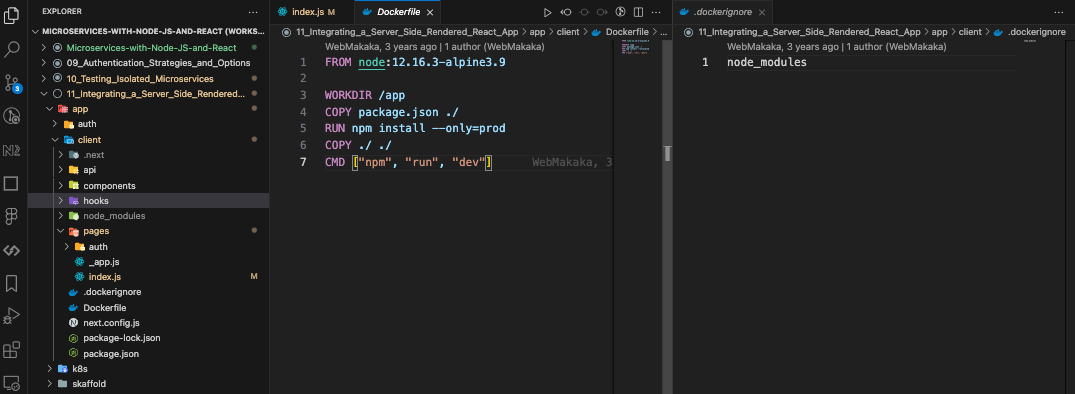 EXPLORER
MICROSERVICES-WITH-NODE-JS-AND-REACT (WORKS...
Microservices-with-Node-JS-and-React
09_Authentication_Strategies_and_Options
10_Testing_Isolated_Microservices
11_Integrating_a_Server_Side_Rendered...
app
auth
client
.next
api
components
hooks
node_modules
pages
auth
_app.js
index.js M
.dockerignore
Dockerfile
next.config.js
package-lock.json
package.json
k8s
skaffold
3
index.js M
Dockerfile
11_Integrating_a_Server_Side_Rendered_React_App > app > client > Dockerfile > ...
WebMakaka, 3 years ago | 1 author (WebMakaka)
1 FROM node:12.16.3-alpine3.9
2
3 WORKDIR /app
4 COPY package.json ./
5 RUN npm install --only=prod
6 COPY ./ ./
7 CMD ["npm", "run", "dev"] WebMakaka, 3
.dockerignore
11_Integrating_a_Server_Side_Rendered_React_App > app > client > .dockerignore
WebMakaka, 3 years ago | 1 author (WebMakaka)
1 node_modules